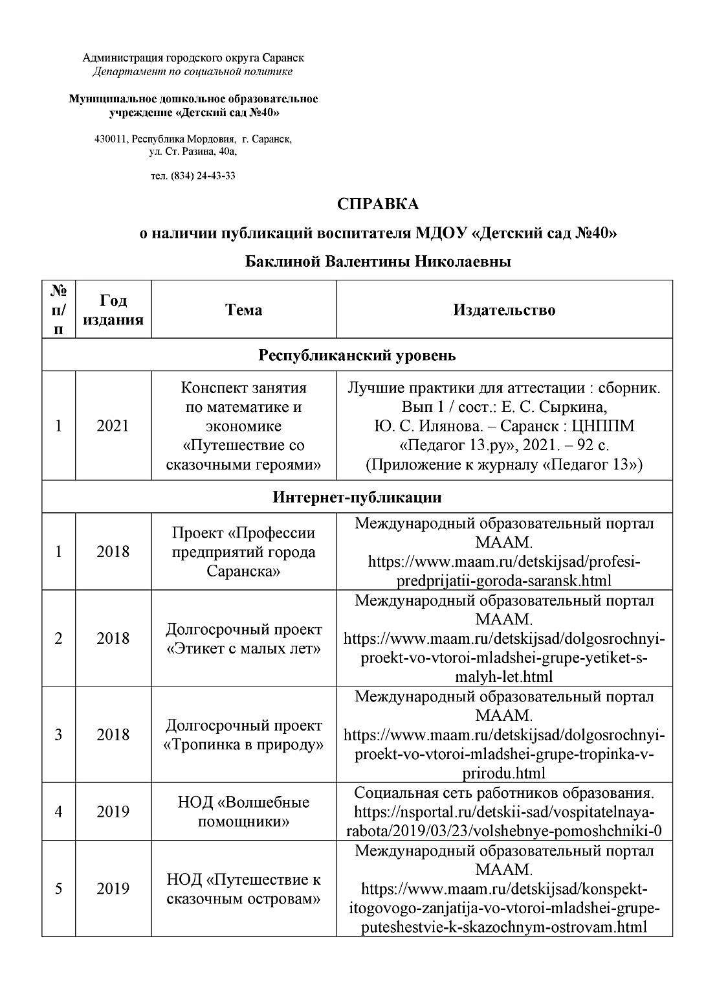 Администрация городского округа Саранск
Департамент по социальной политике
Муниципальное дошкольное образовательное
учреждение «Детский сад №40»
430011, Республика Мордовия, г. Саранск,
ул. Ст. Разина, 40а,
тел. (834) 24-43-33
СПРАВКА
о наличии публикаций воспитателя МДОУ «Детский сад №40»
Баклиной Валентины Николаевны
№
п/
п
Год
издания
Тема
Издательство
Республиканский уровень
1
2021
Конспект занятия
по математике и
экономике
«Путешествие со
сказочными героями»
Лучшие практики для аттестации : сборник.
Вып 1 / сост.: Е. С. Сыркина,
Ю. С. Илянова. – Саранск : ЦНППМ
«Педагог 13.ру», 2021. – 92 с.
(Приложение к журналу «Педагог 13»)
Интернет-публикации
1
2018
Проект «Профессии
предприятий города
Саранска»
Международный образовательный портал
МААМ.
https://www.maam.ru/detskijsad/profesi-
predprijatii-goroda-saransk.html
2
2018
Долгосрочный проект
«Этикет с малых лет»
Международный образовательный портал
МААМ.
https://www.maam.ru/detskijsad/dolgosrochnyi-
proekt-vo-vtoroi-mladshei-grupe-yetiket-s-
malyh-let.html
3
2018
Долгосрочный проект
«Тропинка в природу»
Международный образовательный портал
МААМ.
https://www.maam.ru/detskijsad/dolgosrochnyi-
proekt-vo-vtoroi-mladshei-grupe-tropinka-v-
prirodu.html
4
2019
НОД «Волшебные
помощники»
Социальная сеть работников образования.
https://nsportal.ru/detskii-sad/vospitatelnaya-
rabota/2019/03/23/volshebnye-pomoshchniki-0
5
2019
НОД «Путешествие к
сказочным островам»
Международный образовательный портал
МААМ.
https://www.maam.ru/detskijsad/konspekt-
itogovogo-zanjatija-vo-vtoroi-mladshei-grupe-
puteshestvie-k-skazochnym-ostrovam.html